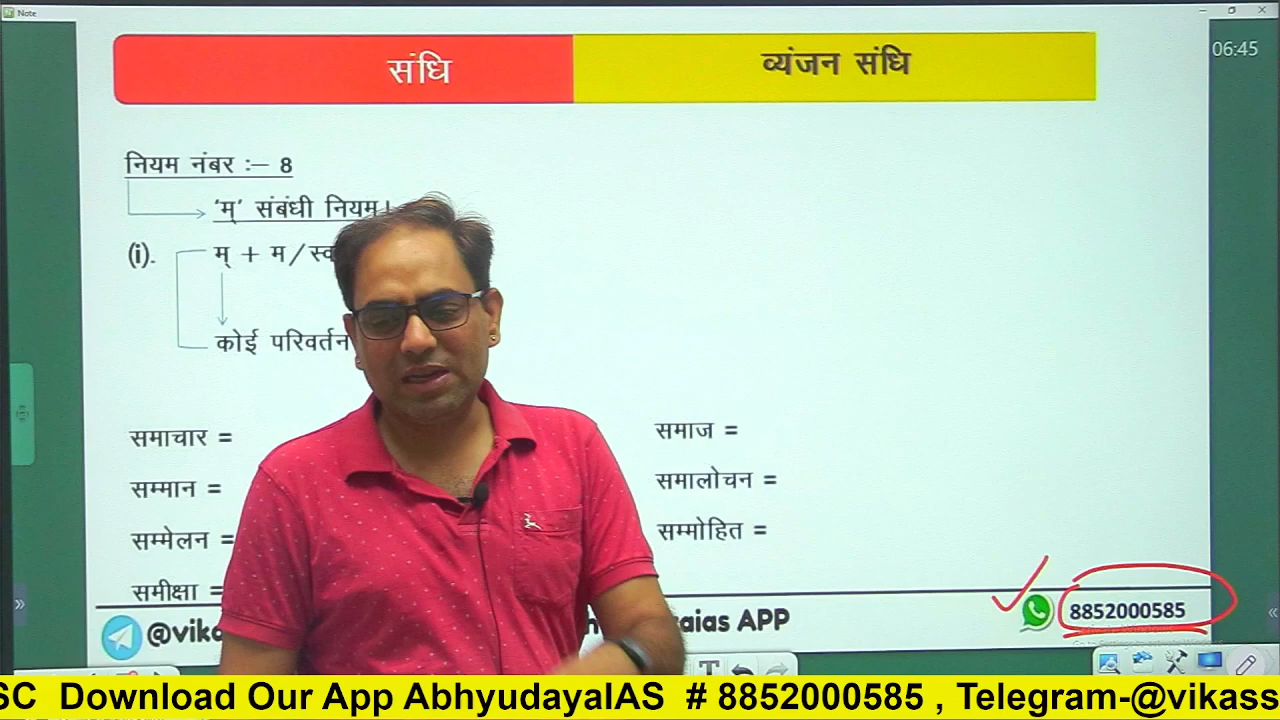 Note
06:45
संधि
व्यंजन संधि
नियम नंबर :– 8
'म्' संबंधी नियम।
(i). म् + म/स्व
कोई परिवर्तन
समाचार =
समाज =
सम्मान =
समालोचन =
सम्मेलन =
सम्मोहित =
समीक्षा =
@vika
aias APP
8852000585
SC Download Our App AbhyudayaIAS # 8852000585 , Telegram-@vikass